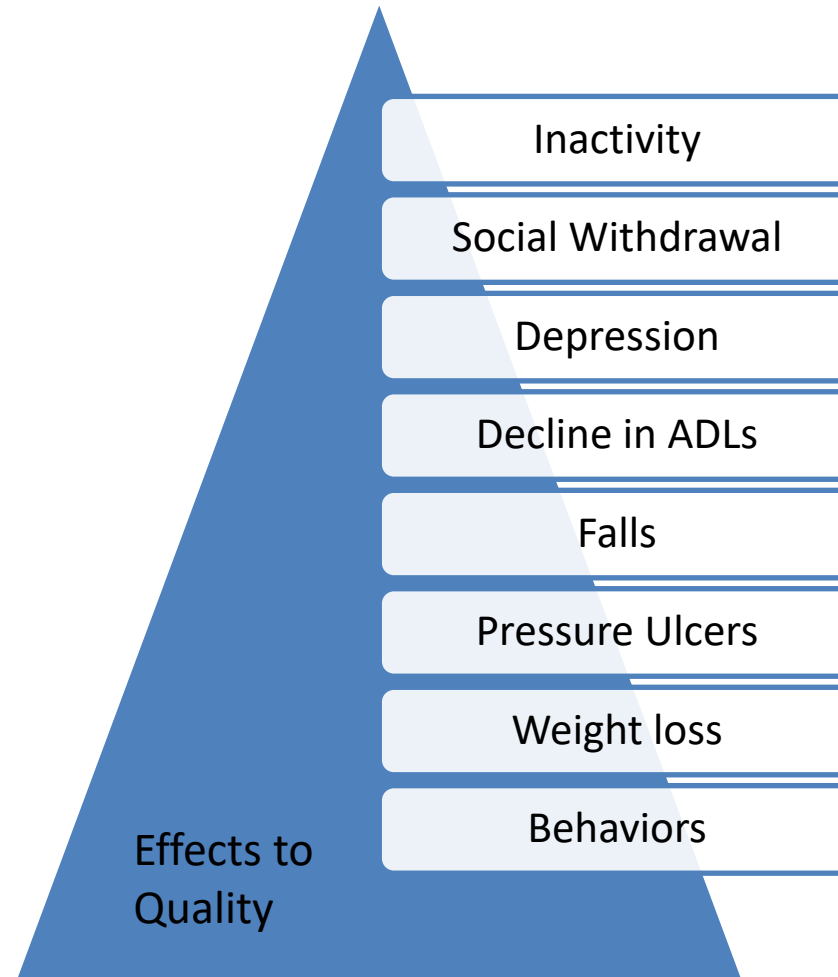 Inactivity
Social Withdrawal
Depression
Decline in ADLs
Falls
Pressure Ulcers
Weight loss
Behaviors
Effects to
Quality